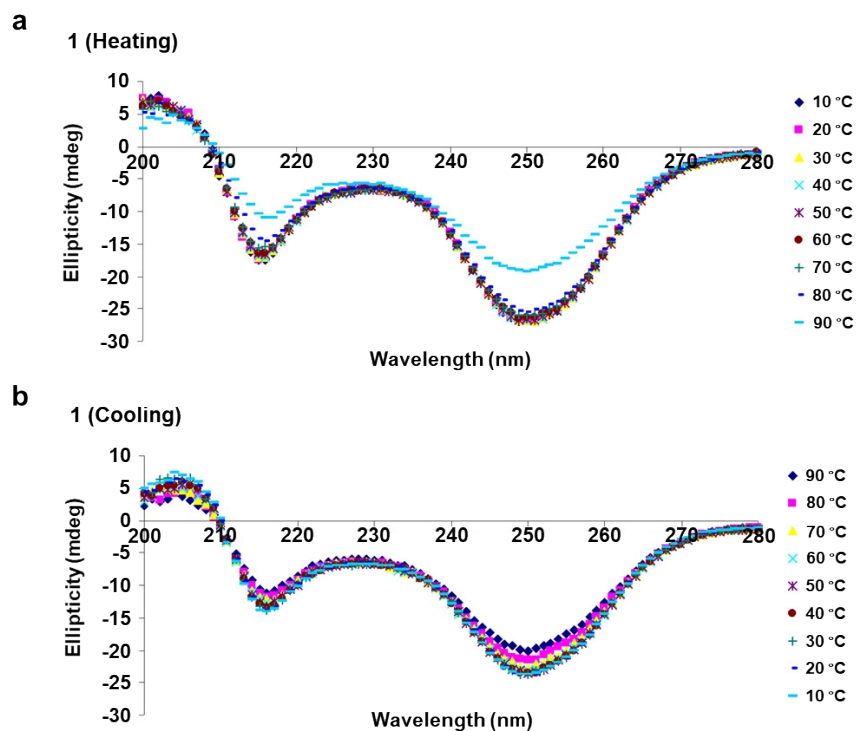 a
1 (Heating)
10
5
0
-5
-10
-15
-20
-25
-30
200 210 220 230 240 250 260 270 280
Ellipticity (mdeg)
Wavelength (nm)
10 °C
20 °C
30 °C
40 °C
50 °C
60 °C
70 °C
80 °C
90 °C
b
1 (Cooling)
10
5
0
-5
-10
-15
-20
-25
-30
200 210 220 230 240 250 260 270 280
Ellipticity (mdeg)
Wavelength (nm)
90 °C
80 °C
70 °C
60 °C
50 °C
40 °C
30 °C
20 °C
10 °C